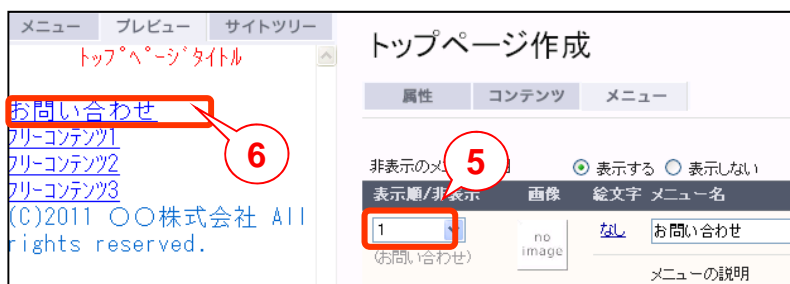 メニュー プレビュー サイトツリー
トップページタイトル
お問い合わせ
フリーコンテンツ1
フリーコンテンツ2
フリーコンテンツ3
(C)2011 〇〇株式会社 All
rights reserved.
6
トップページ作成
属性 コンテンツ メニュー
非表示のメ
5
表示する 表示しない
表示順/非表示 画像 絵文字 メニュー名
1
no
image
なし
お問い合わせ
(お問い合わせ)
メニューの説明